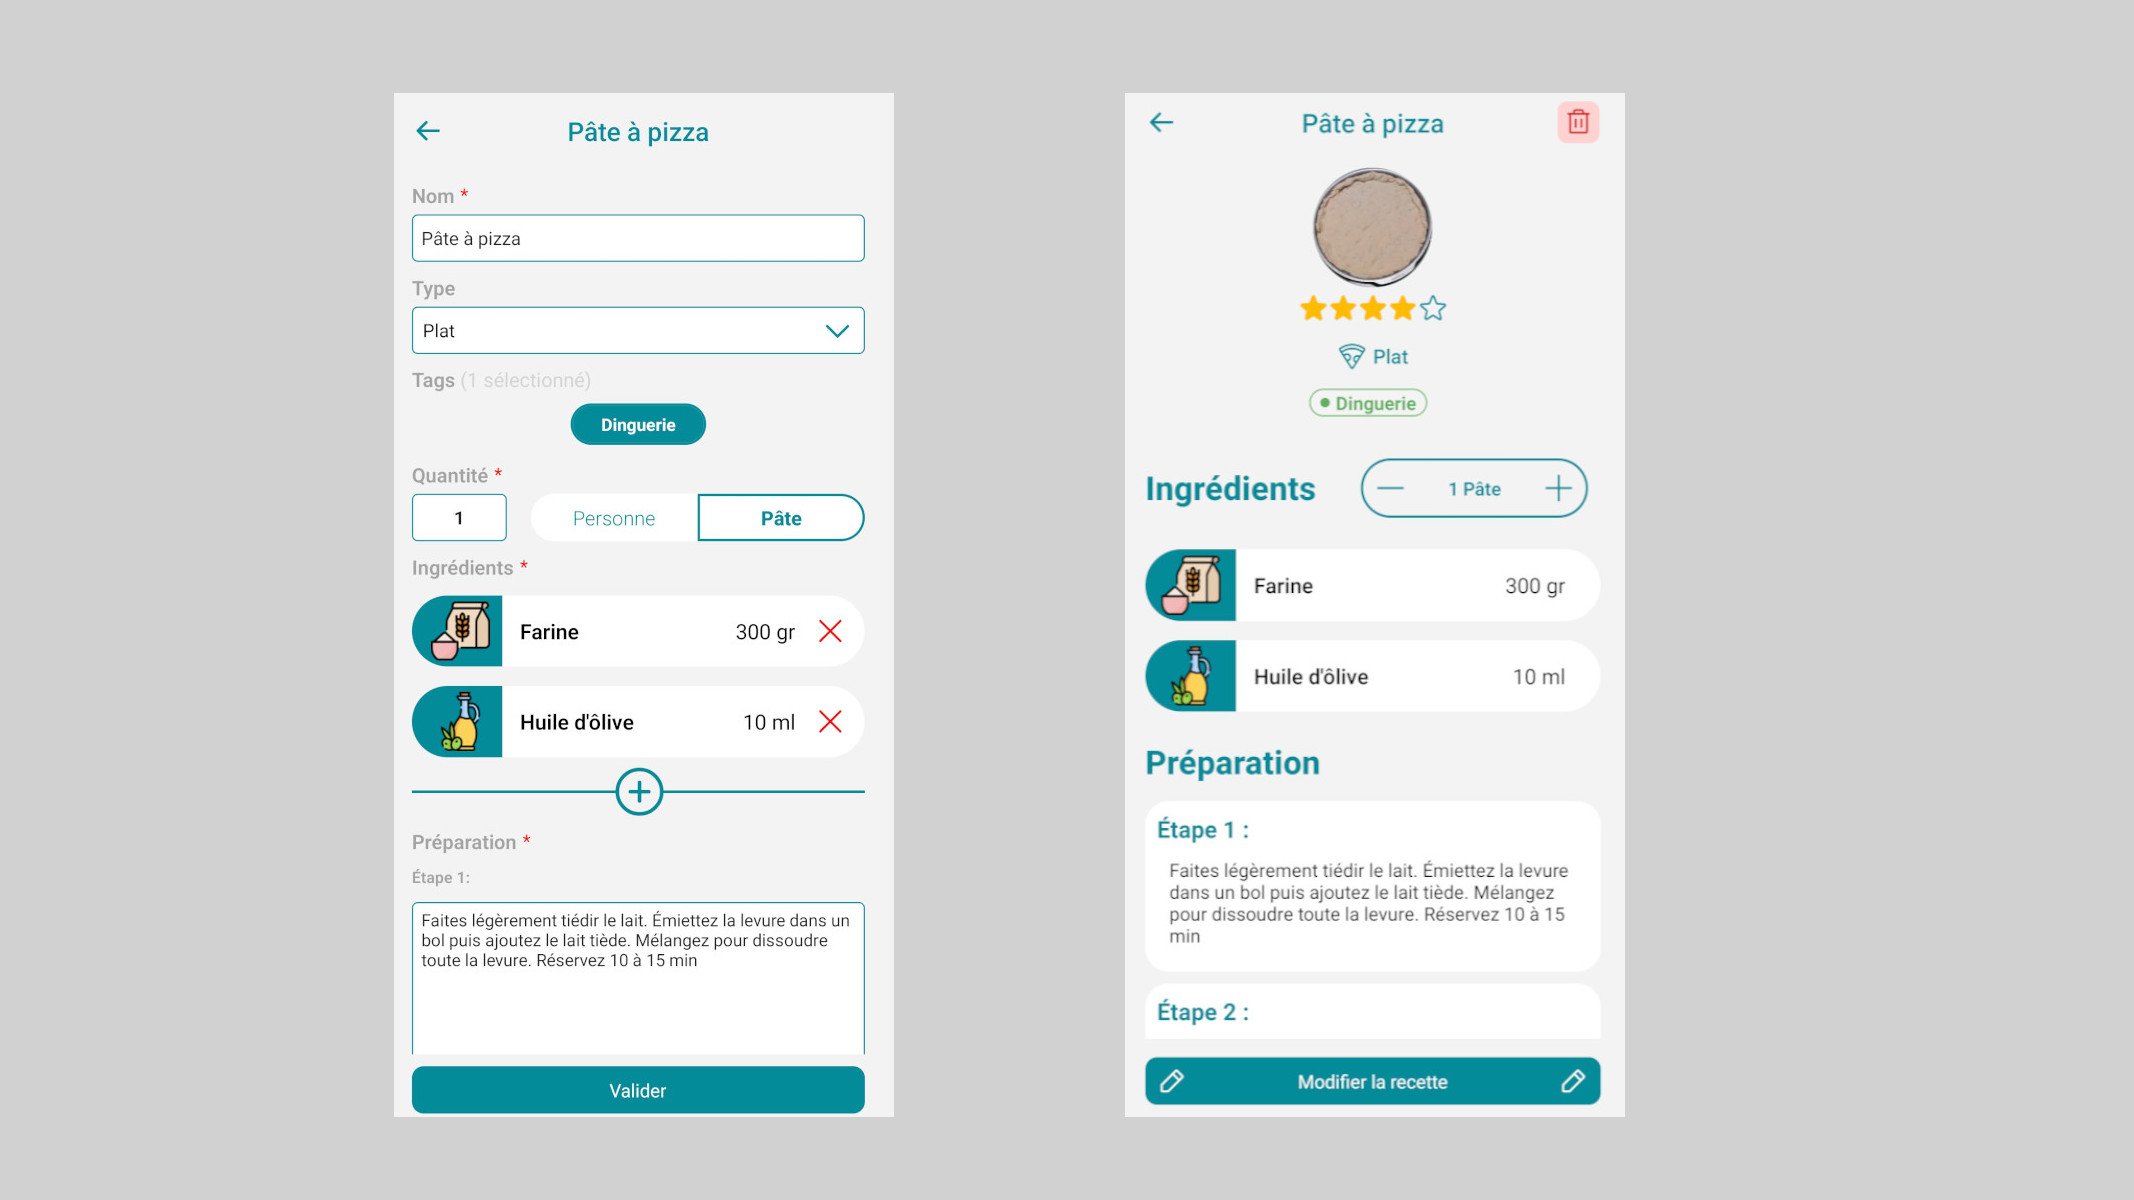 Pâte à pizza
Nom *
Pâte à pizza
Type
Plat
Tags (1 sélectionné)
Dinguerie
Quantité *
1 Personne Pâte
Ingrédients *
Farine 300 gr
Huile d'ôlive 10 ml
Préparation *
Étape 1:
Faites légèrement tiédir le lait. Émiettez la levure dans un
bol puis ajoutez le lait tiède. Mélangez pour dissoudre
toute la levure. Réservez 10 à 15 min
Valider
Pâte à pizza
Plat
Dinguerie
Ingrédients 1 Pâte
Farine 300 gr
Huile d'ôlive 10 ml
Préparation
Étape 1 :
Faites légèrement tiédir le lait. Émiettez la levure
dans un bol puis ajoutez le lait tiède. Mélangez
pour dissoudre toute la levure. Réservez 10 à 15
min
Étape 2 :
Modifier la recette